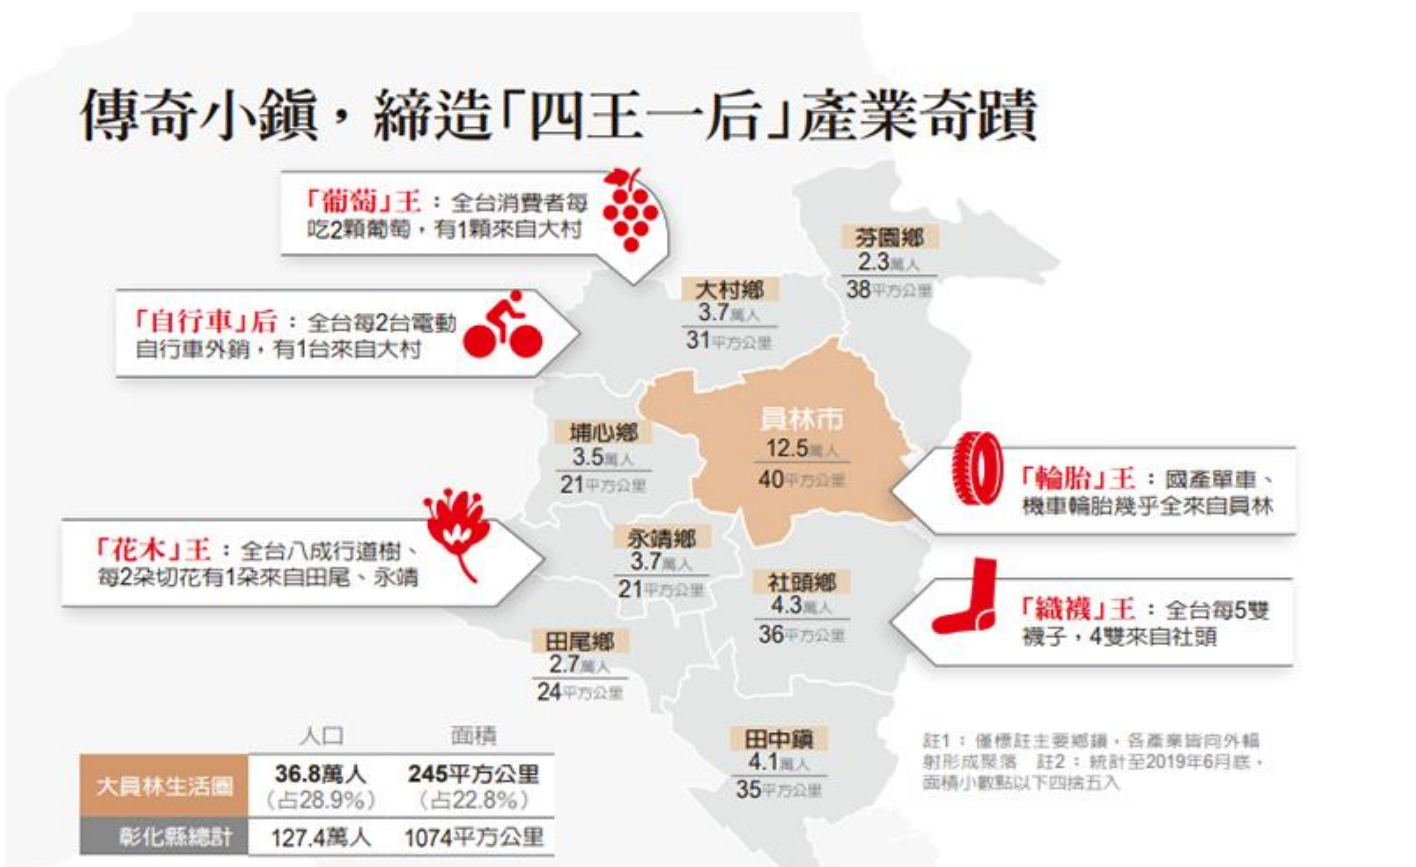 傳奇小鎮，締造「四王一后」產業奇蹟
「葡萄」王：全台消費者每
吃2顆葡萄，有1顆來自大村
「自行車」后：全台每2台電動
自行車外銷，有1台來自大村
「花木」王：全台八成行道樹、
每2朵切花有1朵來自田尾、永靖
「輪胎」王：國產單車、
機車輪胎幾乎全來自員林
「織襪」王：全台每5雙
襪子，4雙來自社頭
芬園鄉
2.3萬人
38平方公里
大村鄉
3.7萬人
31平方公里
員林市
12.5萬人
40平方公里
埔心鄉
3.5萬人
21平方公里
永靖鄉
3.7萬人
21平方公里
社頭鄉
4.3萬人
36平方公里
田尾鄉
2.7萬人
24平方公里
田中鎮
4.1萬人
35平方公里
人口 面積
大員林生活圈 36.8萬人 245平方公里
（占28.9%） （占22.8%）
彰化縣總計 127.4萬人 1074平方公里
註1：僅標註主要鄉鎮，各產業皆向外輻
射形成聚落 註2：統計至2019年6月底，
面積小數點以下四捨五入